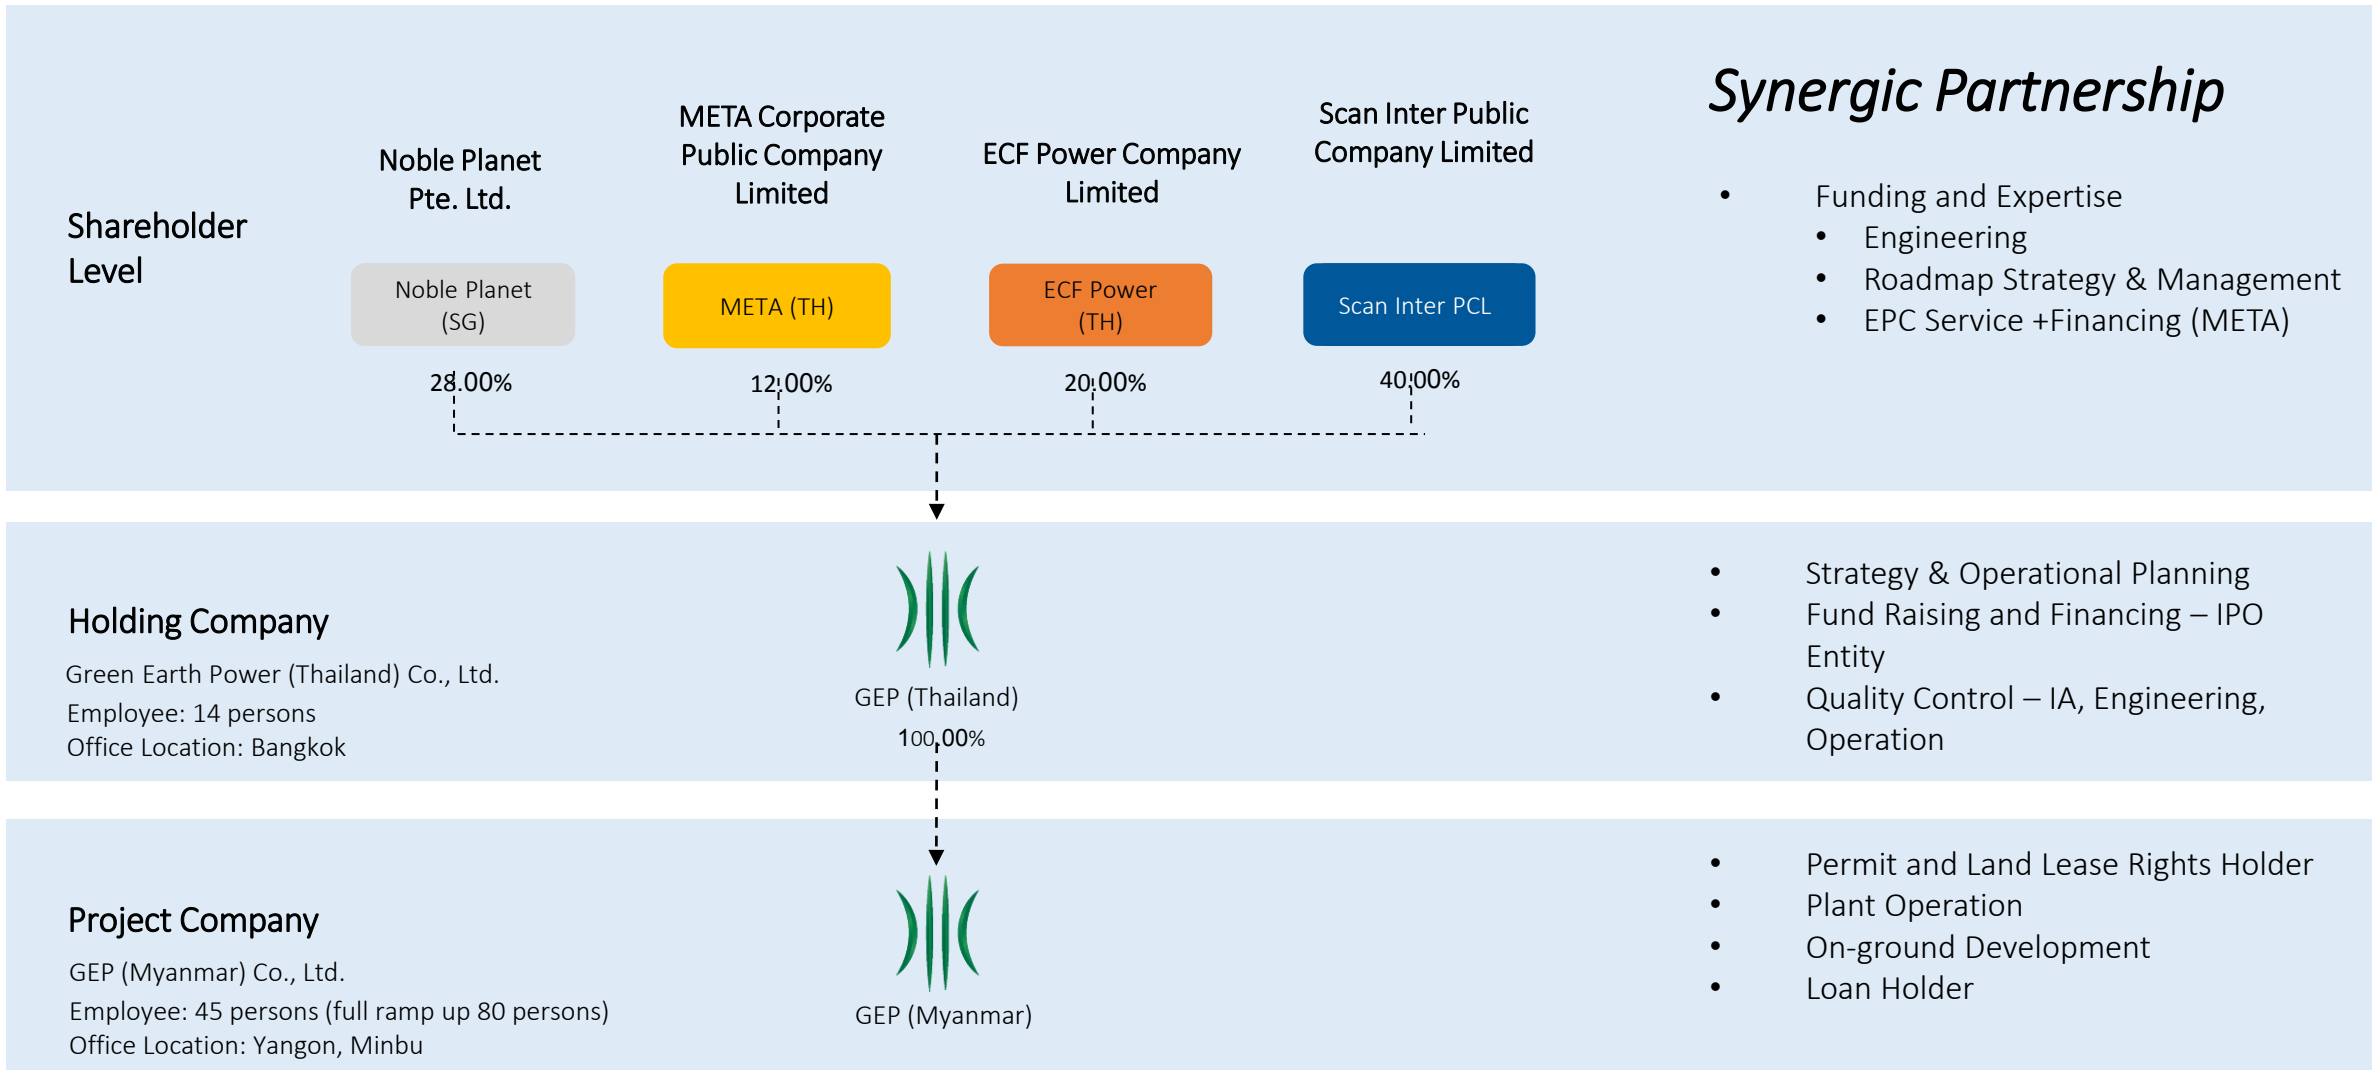 Synergic Partnership
Shareholder
Level
Noble Planet
Pte. Ltd.
META Corporate
Public Company
Limited
ECF Power Company
Limited
Scan Inter Public
Company Limited
Noble Planet
(SG)
META (TH)
ECF Power
(TH)
Scan Inter PCL
28.00%
12.00%
20.00%
40.00%
• Funding and Expertise
• Engineering
• Roadmap Strategy & Management
• EPC Service +Financing (META)
Holding Company
Green Earth Power (Thailand) Co., Ltd.
Employee: 14 persons
Office Location: Bangkok
GEP (Thailand)
100.00%
• Strategy & Operational Planning
• Fund Raising and Financing – IPO
Entity
• Quality Control – IA, Engineering,
Operation
Project Company
GEP (Myanmar) Co., Ltd.
Employee: 45 persons (full ramp up 80 persons)
Office Location: Yangon, Minbu
GEP (Myanmar)
• Permit and Land Lease Rights Holder
• Plant Operation
• On-ground Development
• Loan Holder